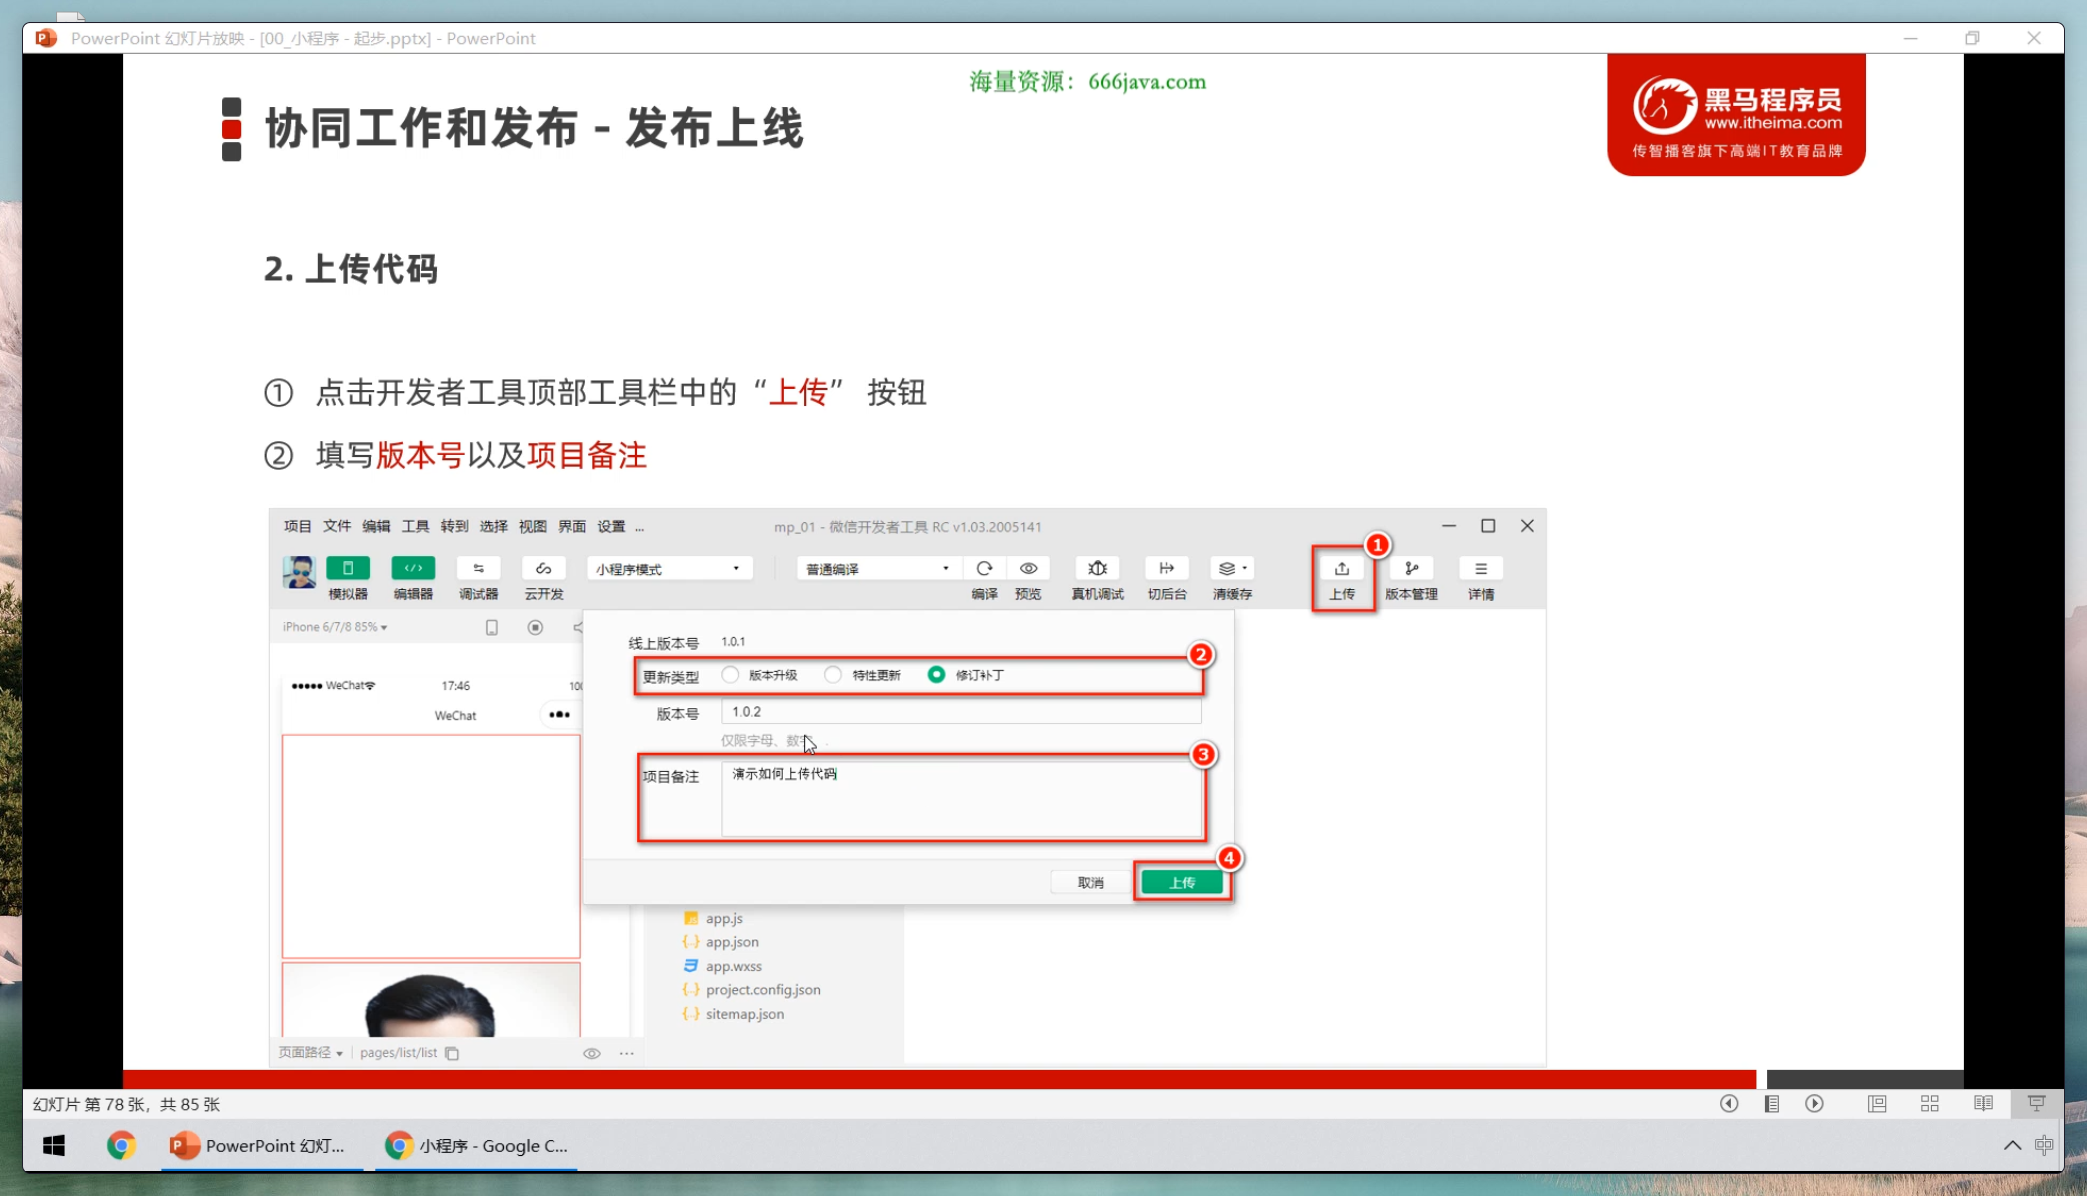 PowerPoint 幻灯片放映 - [00_小程序 - 起步.pptx] - PowerPoint
海量资源：666java.com
协同工作和发布 - 发布上线
黑马程序员
www.itheima.com
传智播客旗下高端IT教育品牌
2. 上传代码
① 点击开发者工具顶部工具栏中的“上传” 按钮
② 填写版本号以及项目备注
项目 文件 编辑 工具 转到 选择 视图 界面 设置 ...
mp_01 - 微信开发者工具 RC v1.03.2005141
小程序模式
普通编译
1
模拟器 编辑器 调试器 云开发 编译 预览 真机调试 切后台 清缓存 上传 版本管理 详情
iPhone 6/7/8 85%
线上版本号 1.0.1
2
更新类型 版本升级 特性更新 修订补丁
WeChat 17:46 100
版本号 1.0.2
WeChat
仅限字母、数
3
项目备注 演示如何上传代码
4
取消 上传
app.js
app.json
app.wxss
project.config.json
sitemap.json
页面路径 pages/list/list
幻灯片 第 78 张，共 85 张
PowerPoint 幻灯... 小程序 - Google C... 中